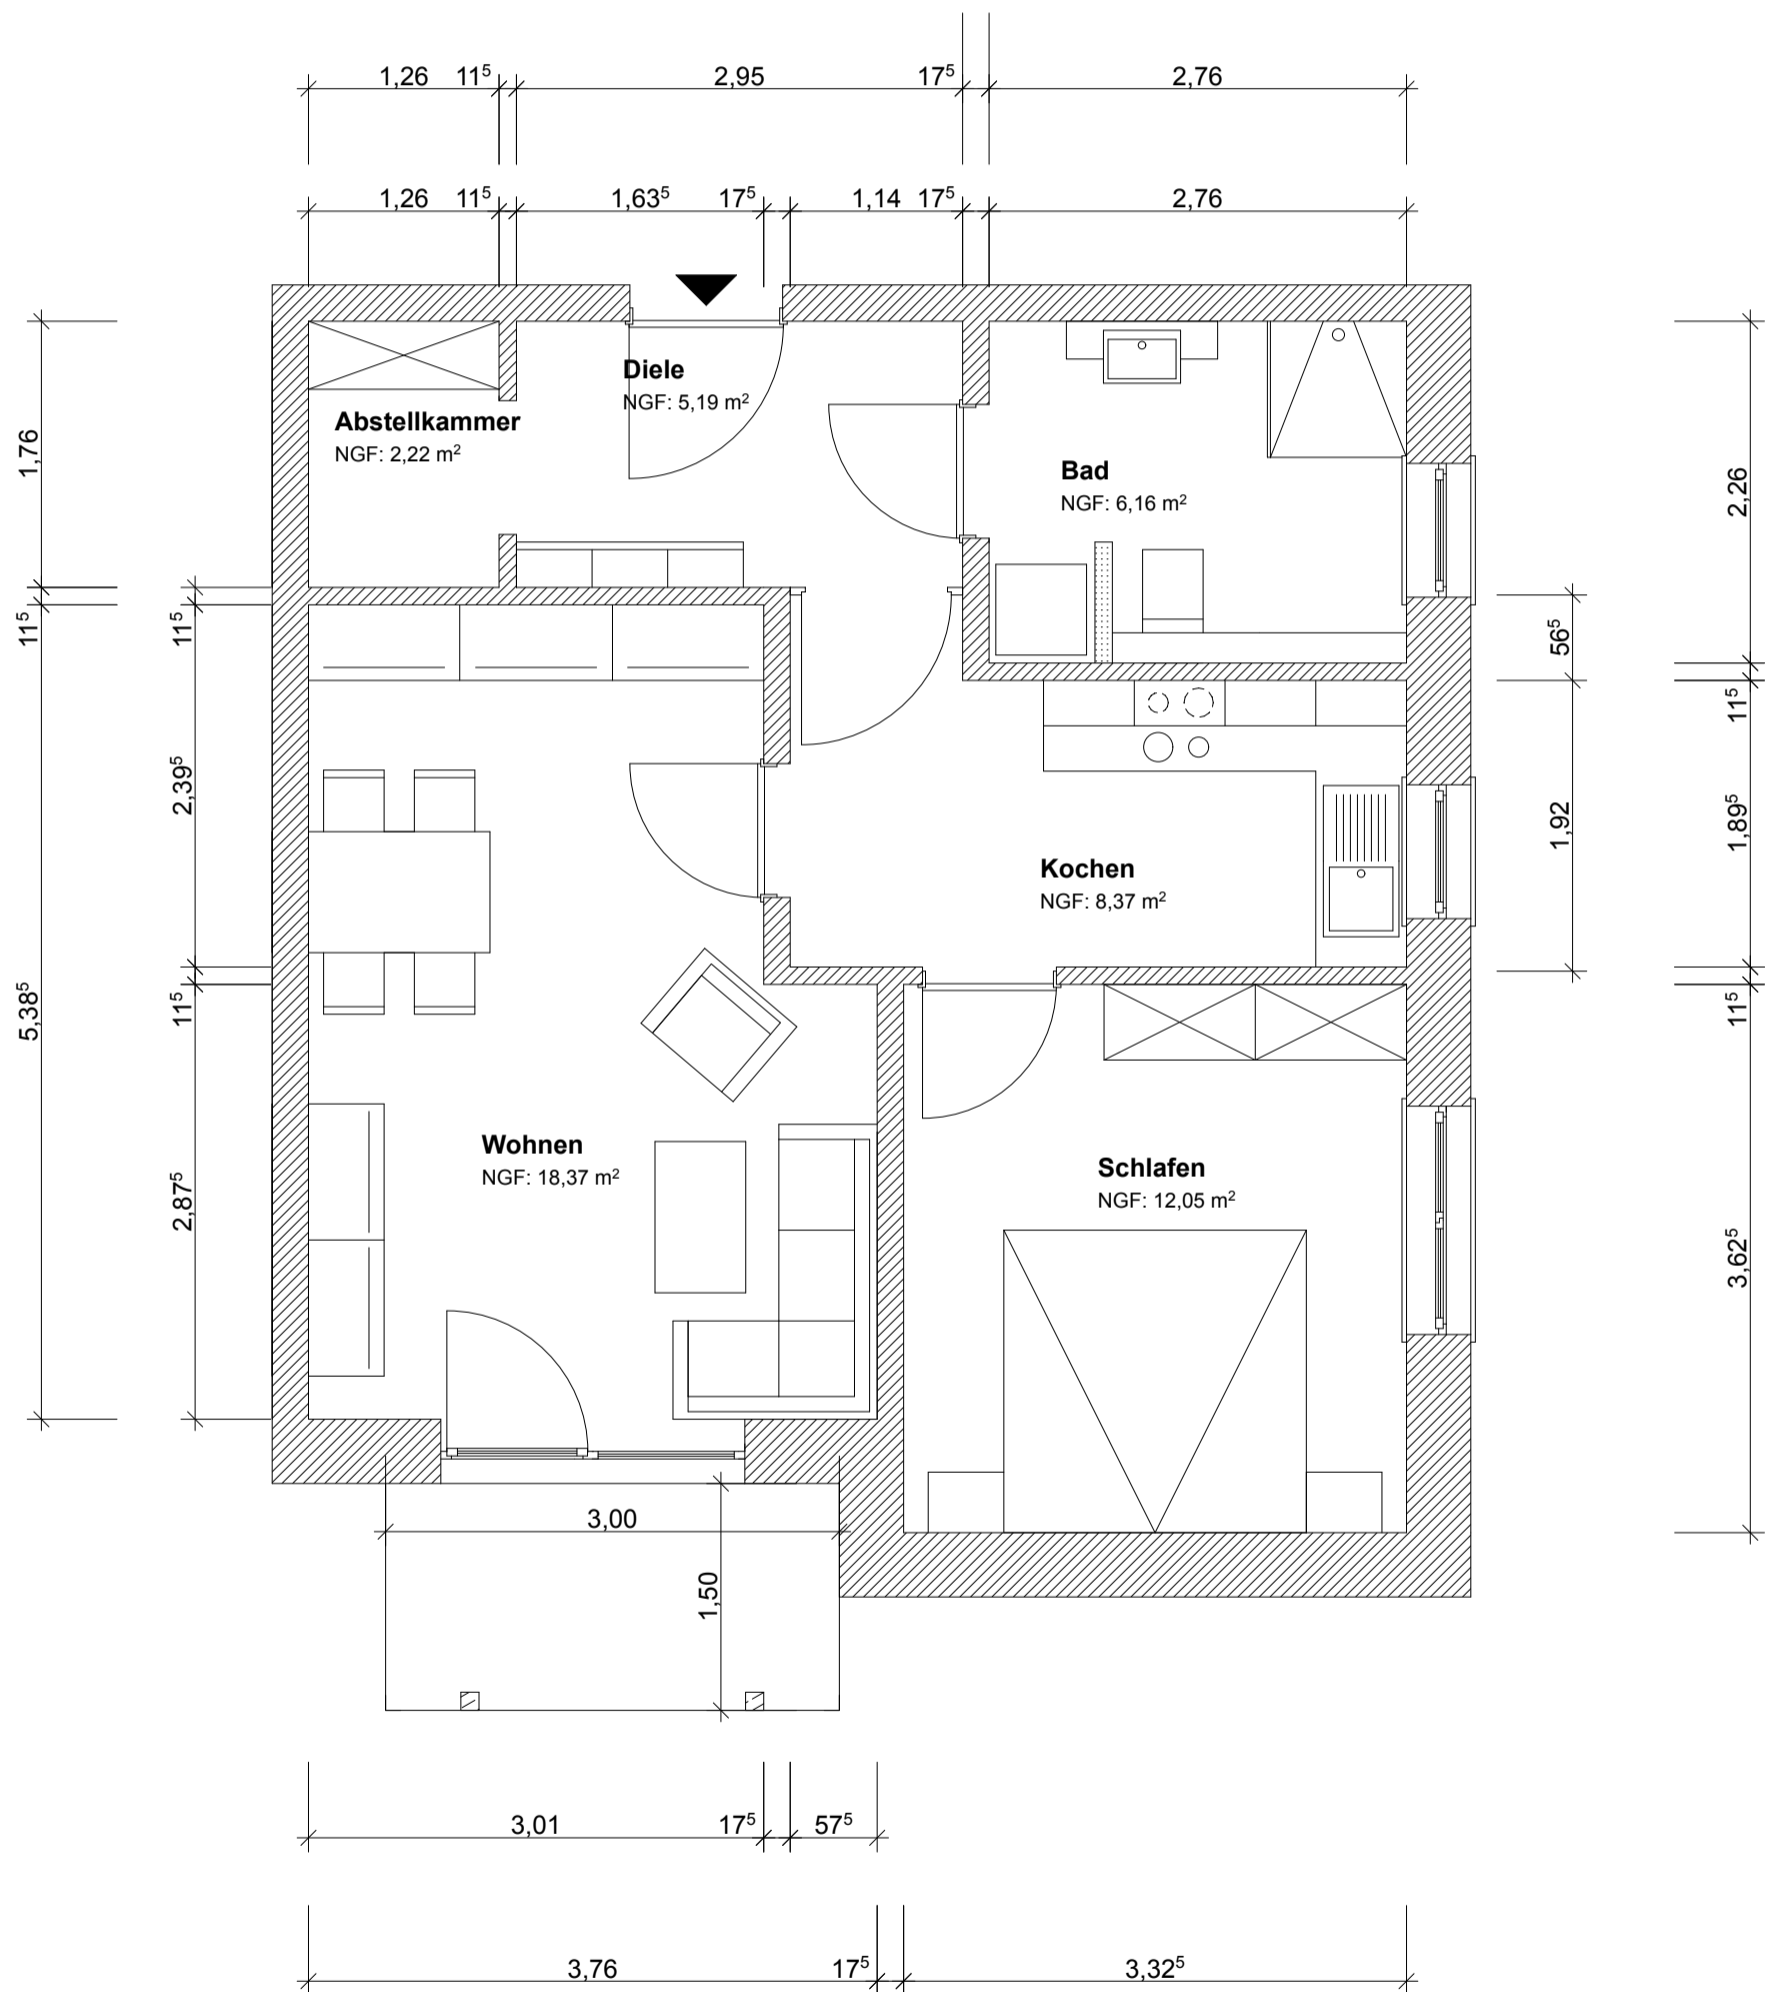 1,26 11⁵ 2,95 17⁵ 2,76
1,26 11⁵ 1,63⁵ 17⁵ 1,14 17⁵ 2,76
Diele
NGF: 5,19 m²
Abstellkammer
NGF: 2,22 m²
Bad
NGF: 6,16 m²
1,76
11⁵
5,38⁵
11⁵
2,39⁵
11⁵
2,87⁵
56⁵
1,92
2,26
11⁵
1,89⁵
11⁵
3,62⁵
Kochen
NGF: 8,37 m²
Wohnen
NGF: 18,37 m²
Schlafen
NGF: 12,05 m²
3,00
1,50
3,01 17⁵ 57⁵
3,76 17⁵ 3,32⁵